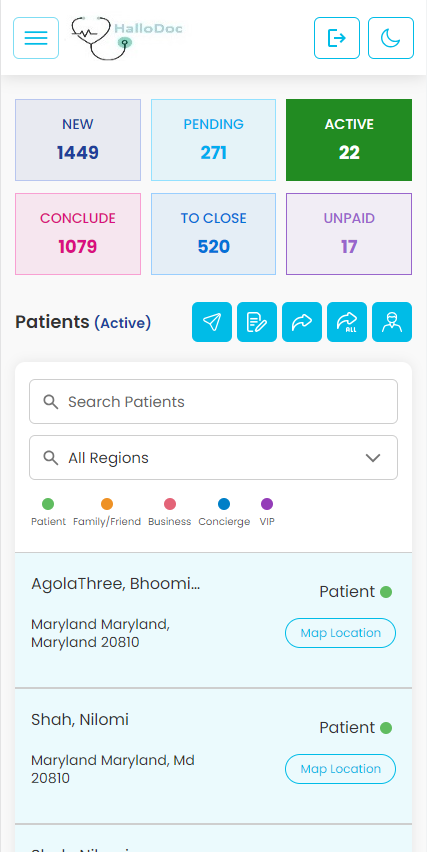 HalloDoc
NEW
1449
PENDING
271
ACTIVE
22
CONCLUDE
1079
TO CLOSE
520
UNPAID
17
Patients (Active)
ALL
Search Patients
All Regions
Patient
Family/Friend
Business
Concierge
VIP
AgolaThree, Bhoomi...
Patient
Maryland Maryland,
Maryland 20810
Map Location
Shah, Nilomi
Patient
Maryland Maryland, Md
20810
Map Location